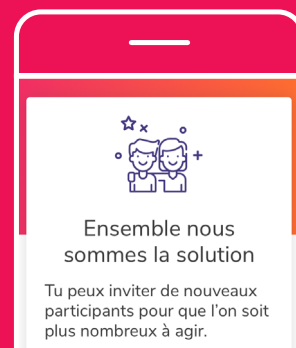 Ensemble nous
sommes la solution
Tu peux inviter de nouveaux
participants pour que l’on soit
plus nombreux à agir.